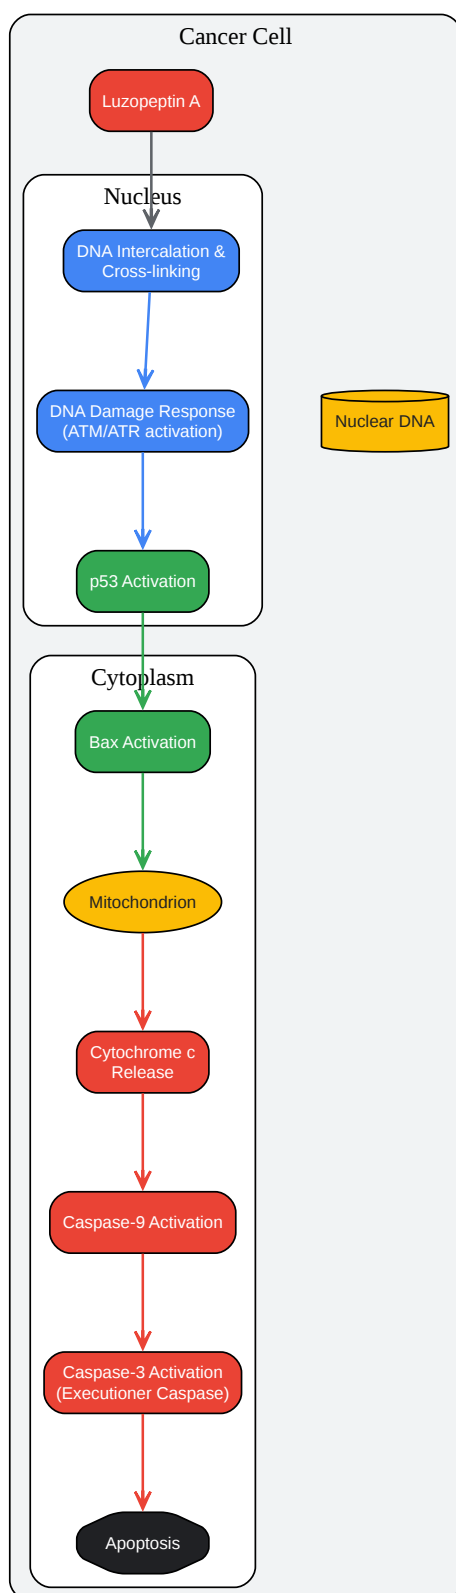 Cancer Cell
Luzopeptin A
Nucleus
DNA Intercalation &
Cross-linking
DNA Damage Response
(ATM/ATR activation)
Nuclear DNA
p53 Activation
Cytoplasm
Bax Activation
Mitochondrion
Cytochrome c
Release
Caspase-9 Activation
Caspase-3 Activation
(Executioner Caspase)
Apoptosis